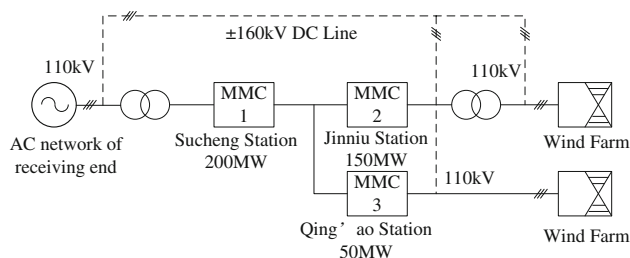 ±160kV DC Line
110kV
110kV
MMC
1
MMC
2
Sucheng Station
200MW
Jinniu Station
150MW
AC network of
receiving end
Wind Farm
MMC
3
110kV
Qing’ao Station
50MW
Wind Farm